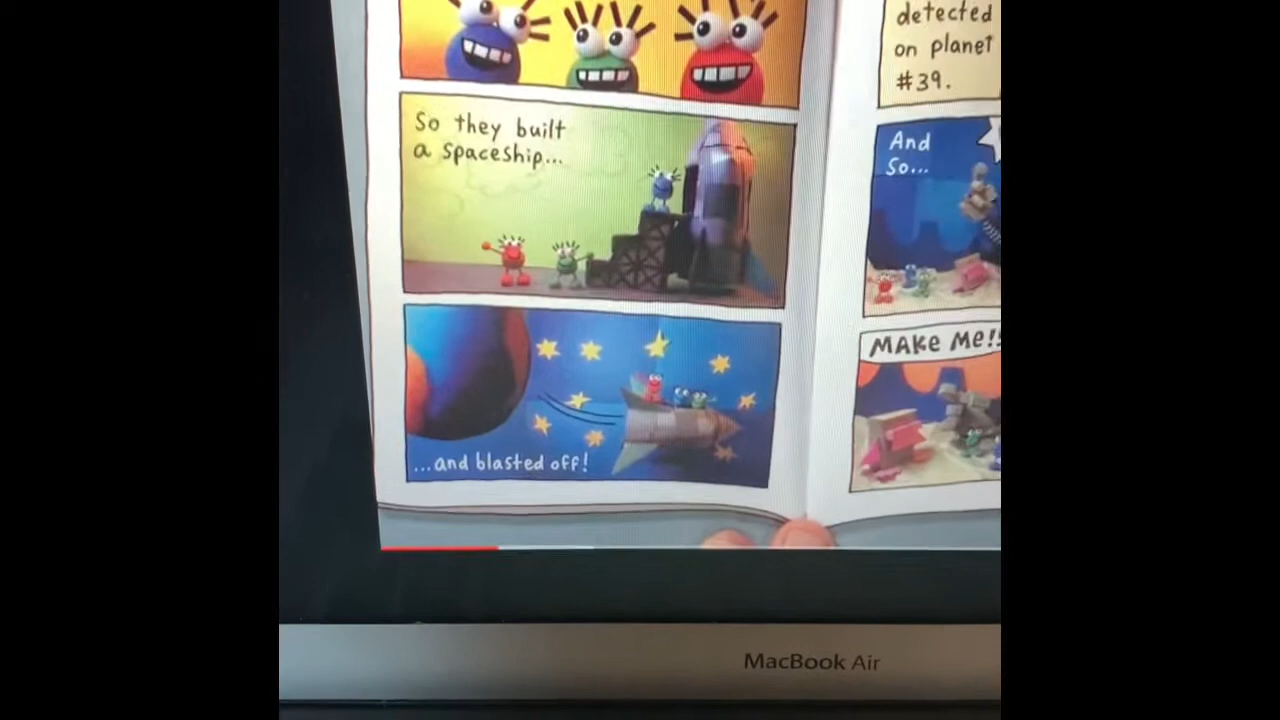 So they built
a spaceship...
...and blasted off!
detected
on planet
#39.
And
So...
MAKE ME!!
MacBook Air